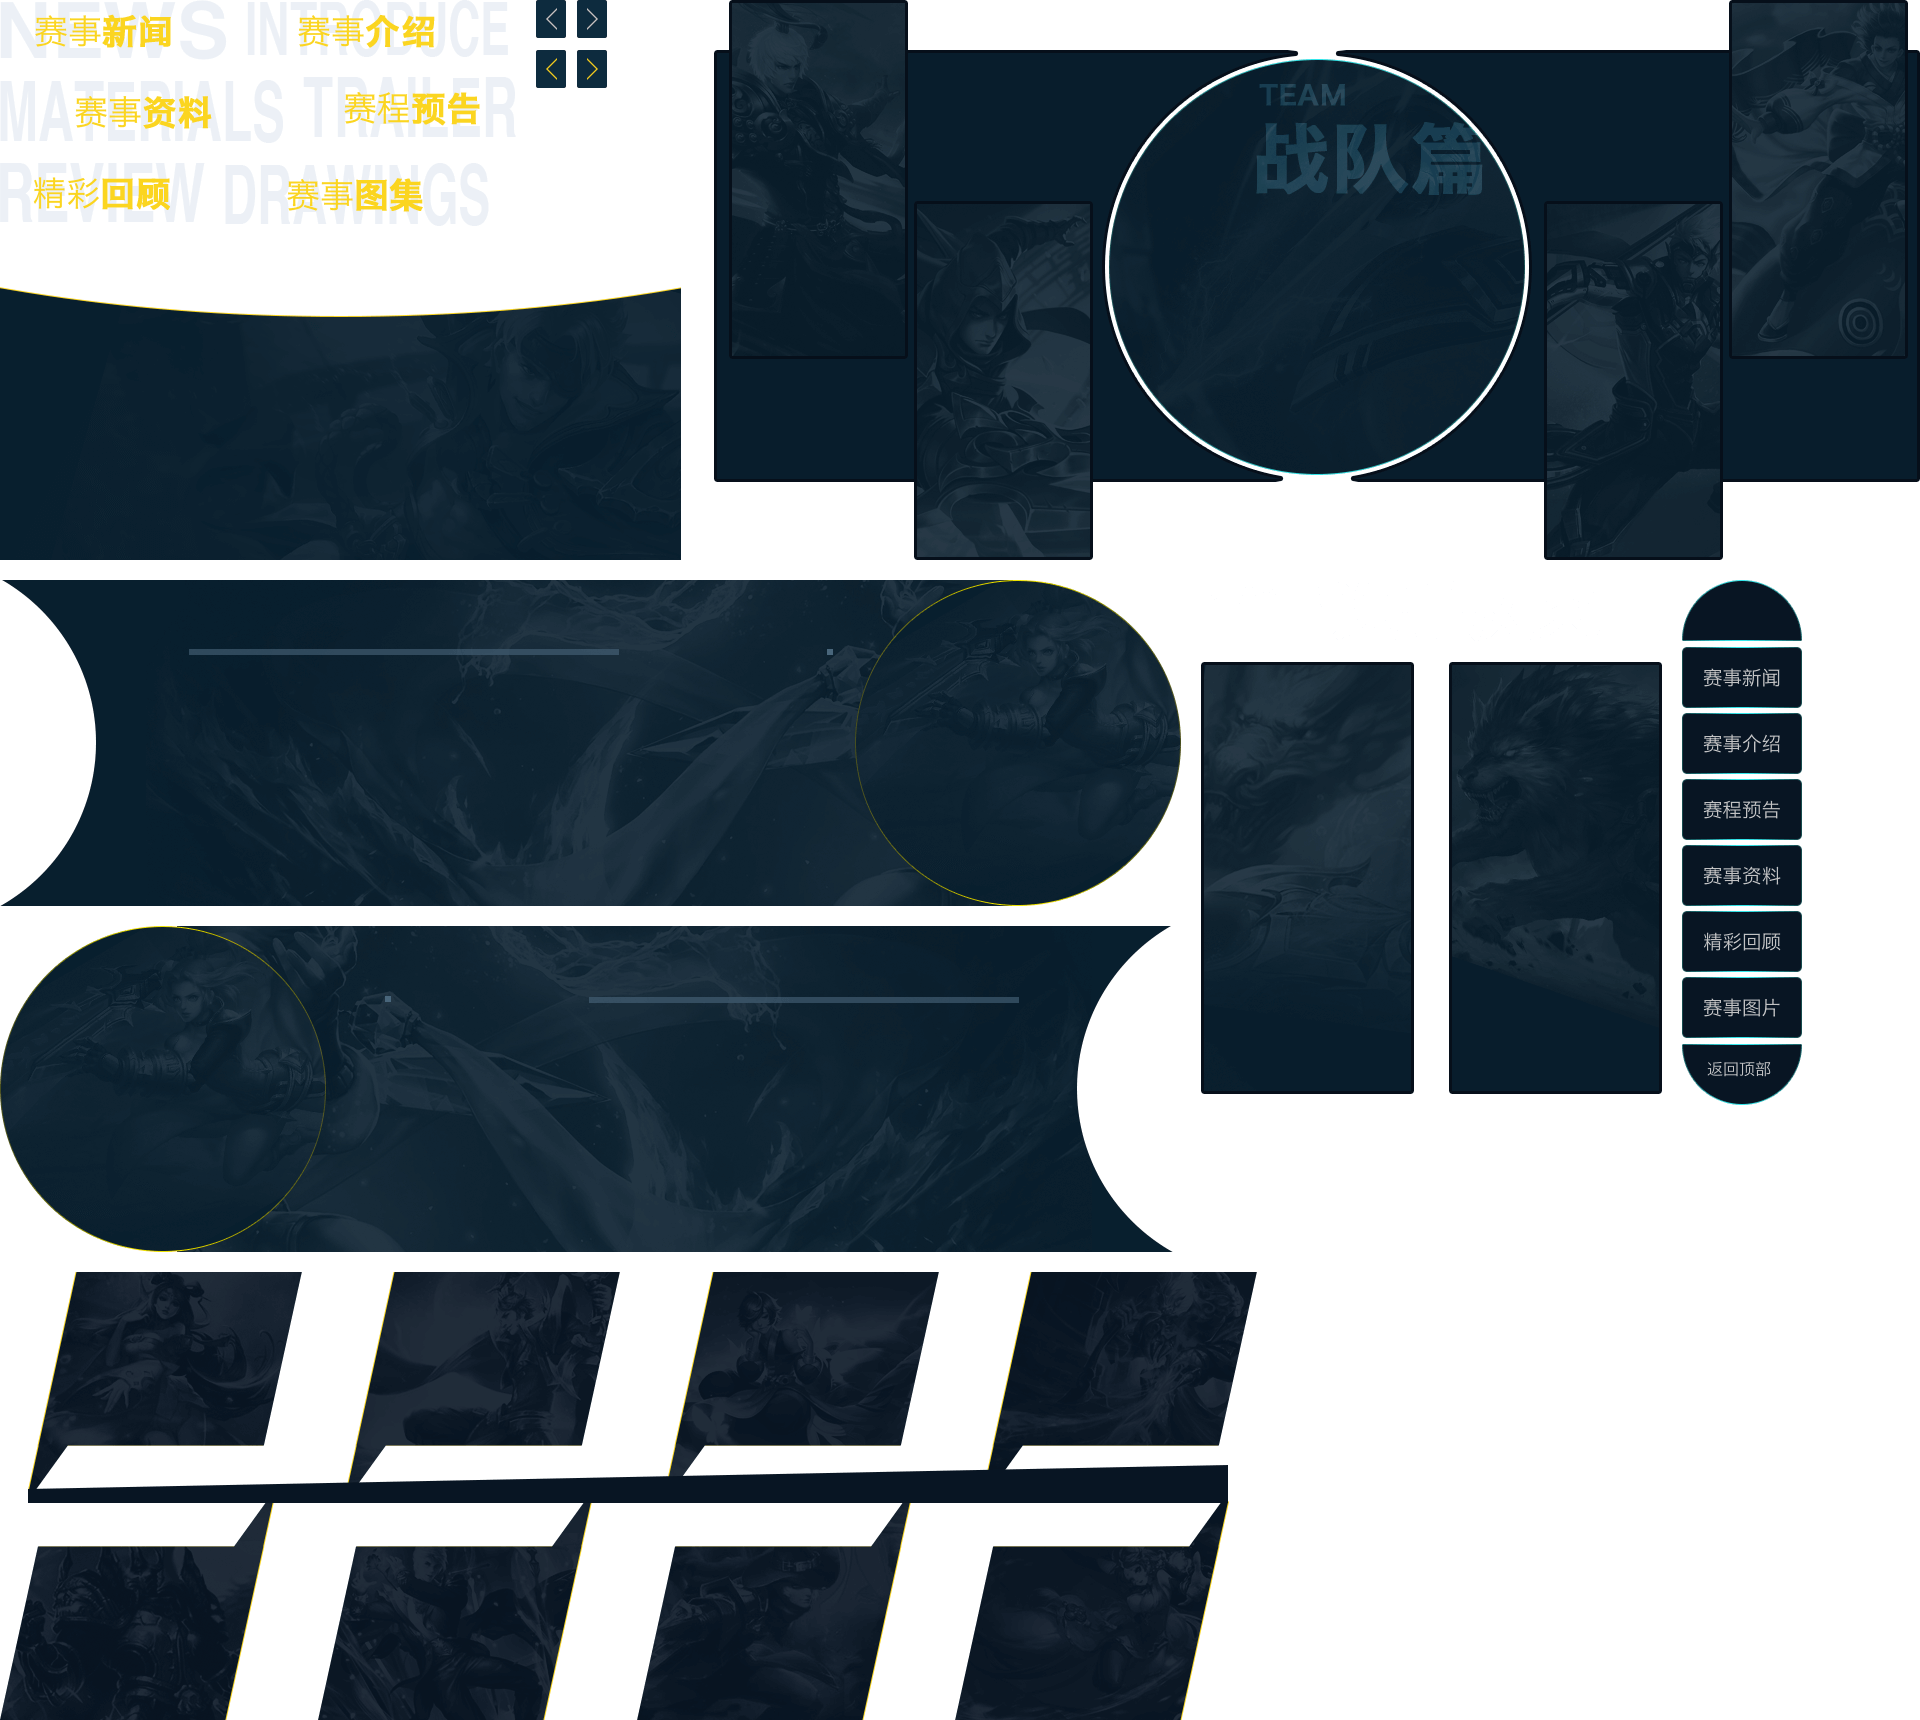 NEWS
赛事新闻
INTRODUCE
赛事介绍
MATERIALS
赛事资料
TRAILER
赛程预告
REVIEW
精彩回顾
DRAWINGS
赛事图集
TEAM
战队篇
赛事新闻
赛事介绍
赛程预告
赛事资料
精彩回顾
赛事图片
返回顶部